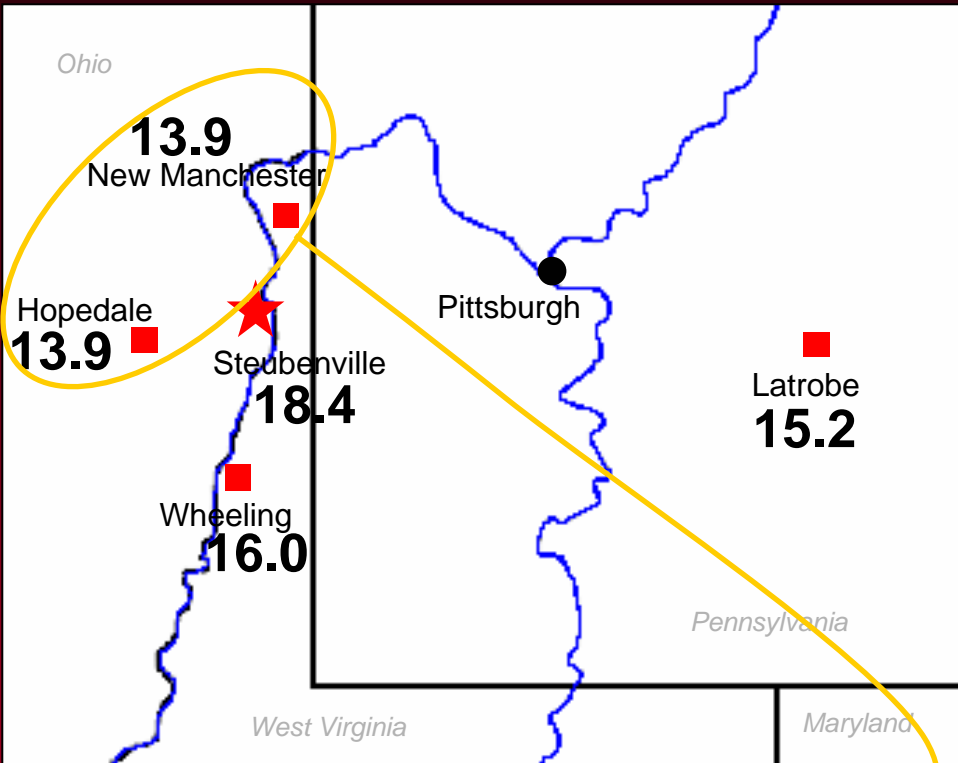 Ohio
13.9
New Manchester
Hopedale
13.9
Steubenville
18.4
Pittsburgh
Latrobe
15.2
Wheeling
16.0
Pennsylvania
West Virginia
Maryland